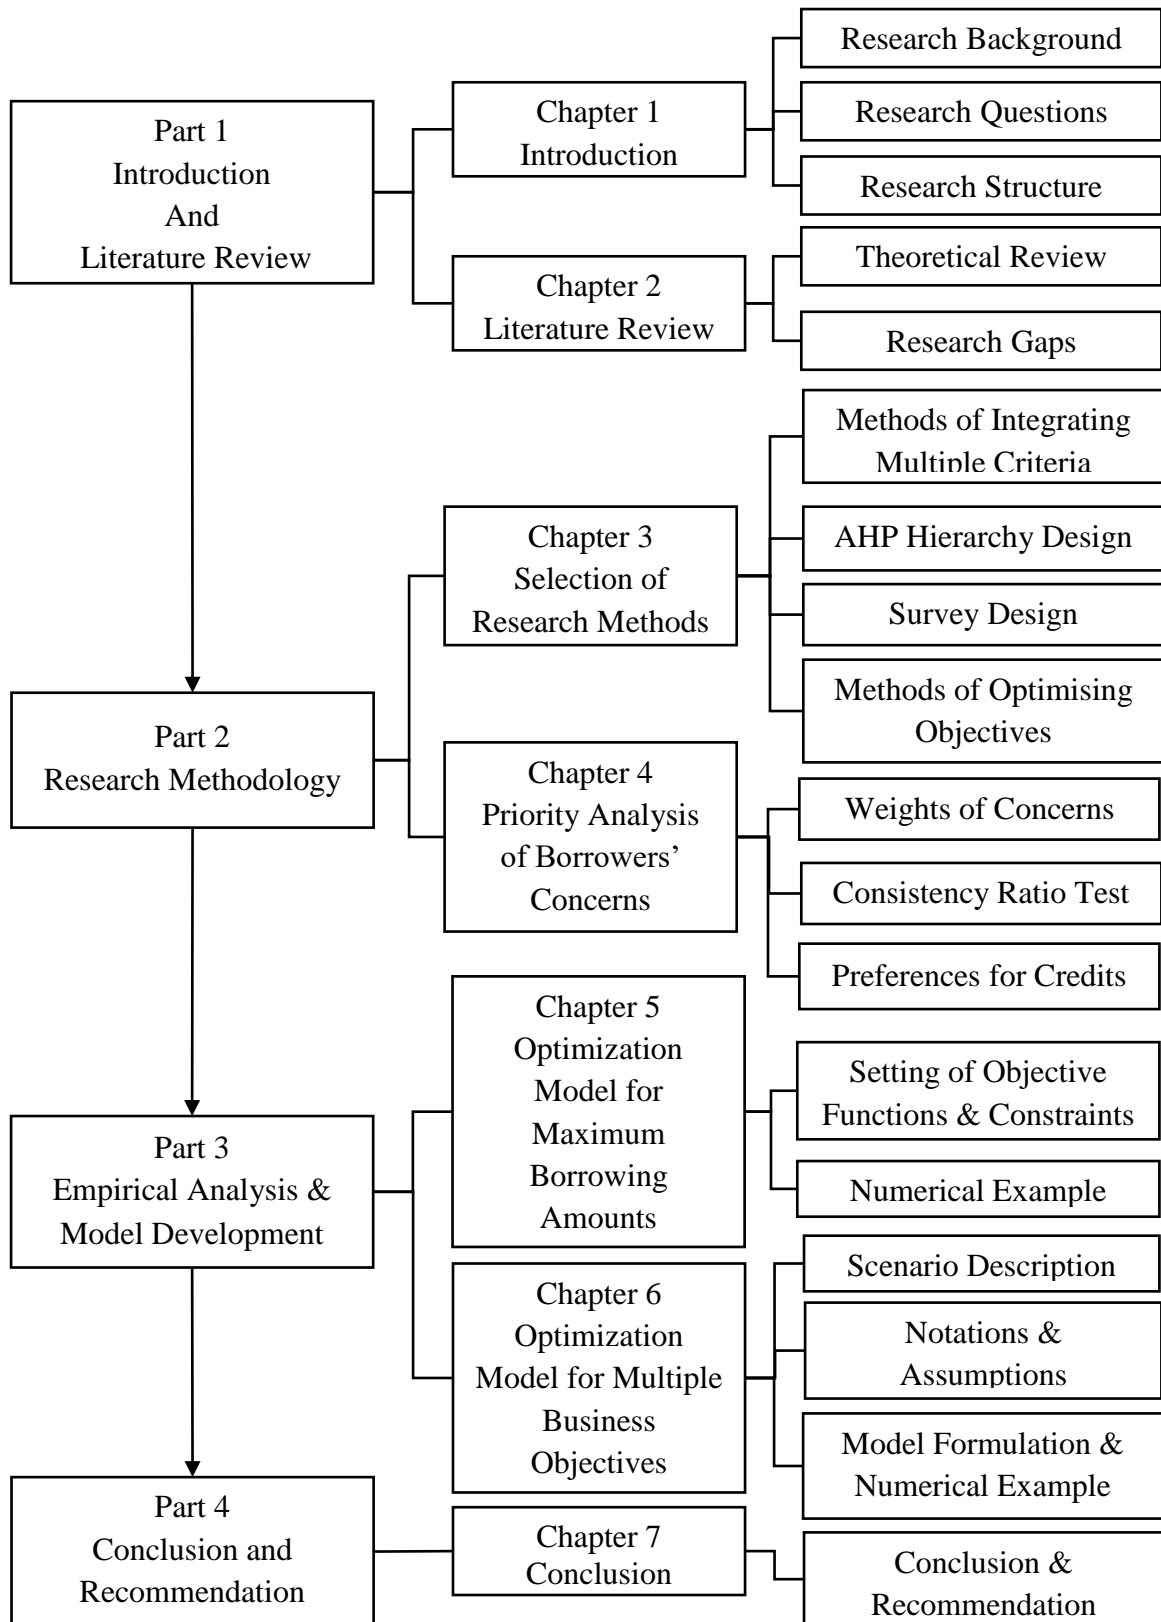 Part 1
Introduction
And
Literature Review
Chapter 1
Introduction
Research Background
Research Questions
Research Structure
Chapter 2
Literature Review
Theoretical Review
Research Gaps
Part 2
Research Methodology
Chapter 3
Selection of
Research Methods
Methods of Integrating
Multiple Criteria
AHP Hierarchy Design
Survey Design
Methods of Optimising
Objectives
Chapter 4
Priority Analysis
of Borrowers’
Concerns
Weights of Concerns
Consistency Ratio Test
Preferences for Credits
Part 3
Empirical Analysis &
Model Development
Chapter 5
Optimization
Model for
Maximum
Borrowing
Amounts
Setting of Objective
Functions & Constraints
Numerical Example
Chapter 6
Optimization
Model for Multiple
Business
Objectives
Scenario Description
Notations &
Assumptions
Model Formulation &
Numerical Example
Part 4
Conclusion and
Recommendation
Chapter 7
Conclusion
Conclusion &
Recommendation